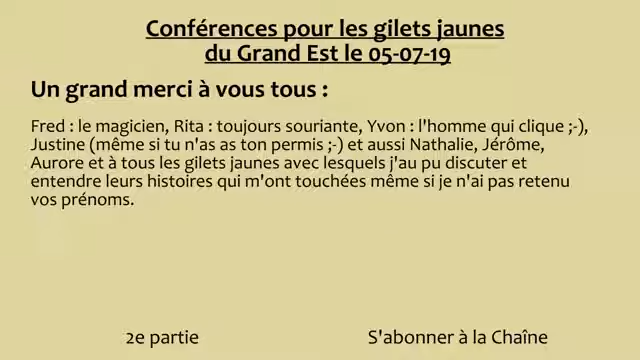 Conférences pour les gilets jaunes
du Grand Est le 05-07-19
Un grand merci à vous tous :
Fred : le magicien, Rita : toujours souriante, Yvon : l'homme qui clique ;-),
Justine (même si tu n'as as ton permis ;-) et aussi Nathalie, Jérôme,
Aurore et à tous les gilets jaunes avec lesquels j'au pu discuter et
entendre leurs histoires qui m'ont touchées même si je n'ai pas retenu
vos prénoms.
2e partie
S'abonner à la Chaîne